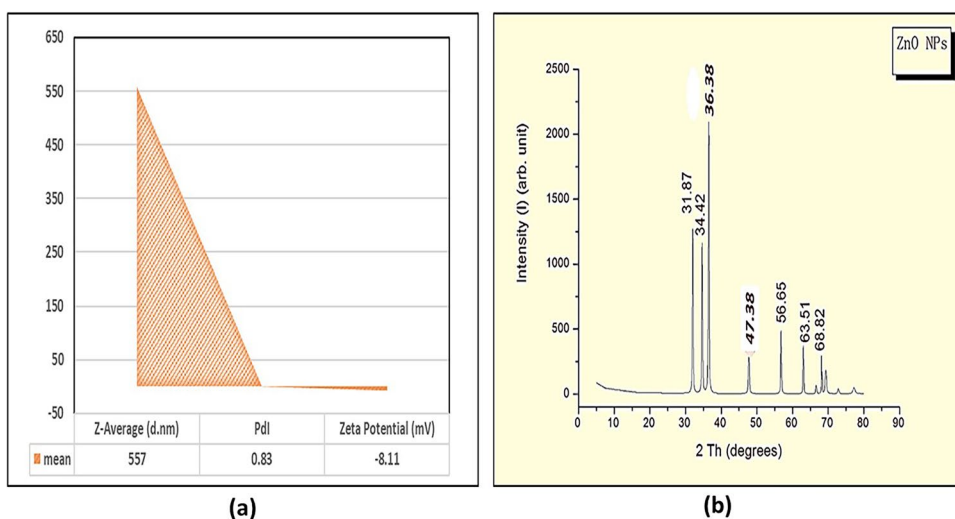 650
550
450
350
250
150
50
-50
Z-Average (d.nm) PdI Zeta Potential (mV)
mean 557 0.83 -8.11
(a)
ZnO NPs
2500
2000
1500
1000
500
0
Intensity (I) (arb. unit)
31.87
34.42
36.38
47.38
56.65
63.51
68.82
0 10 20 30 40 50 60 70 80 90
2 Th (degrees)
(b)